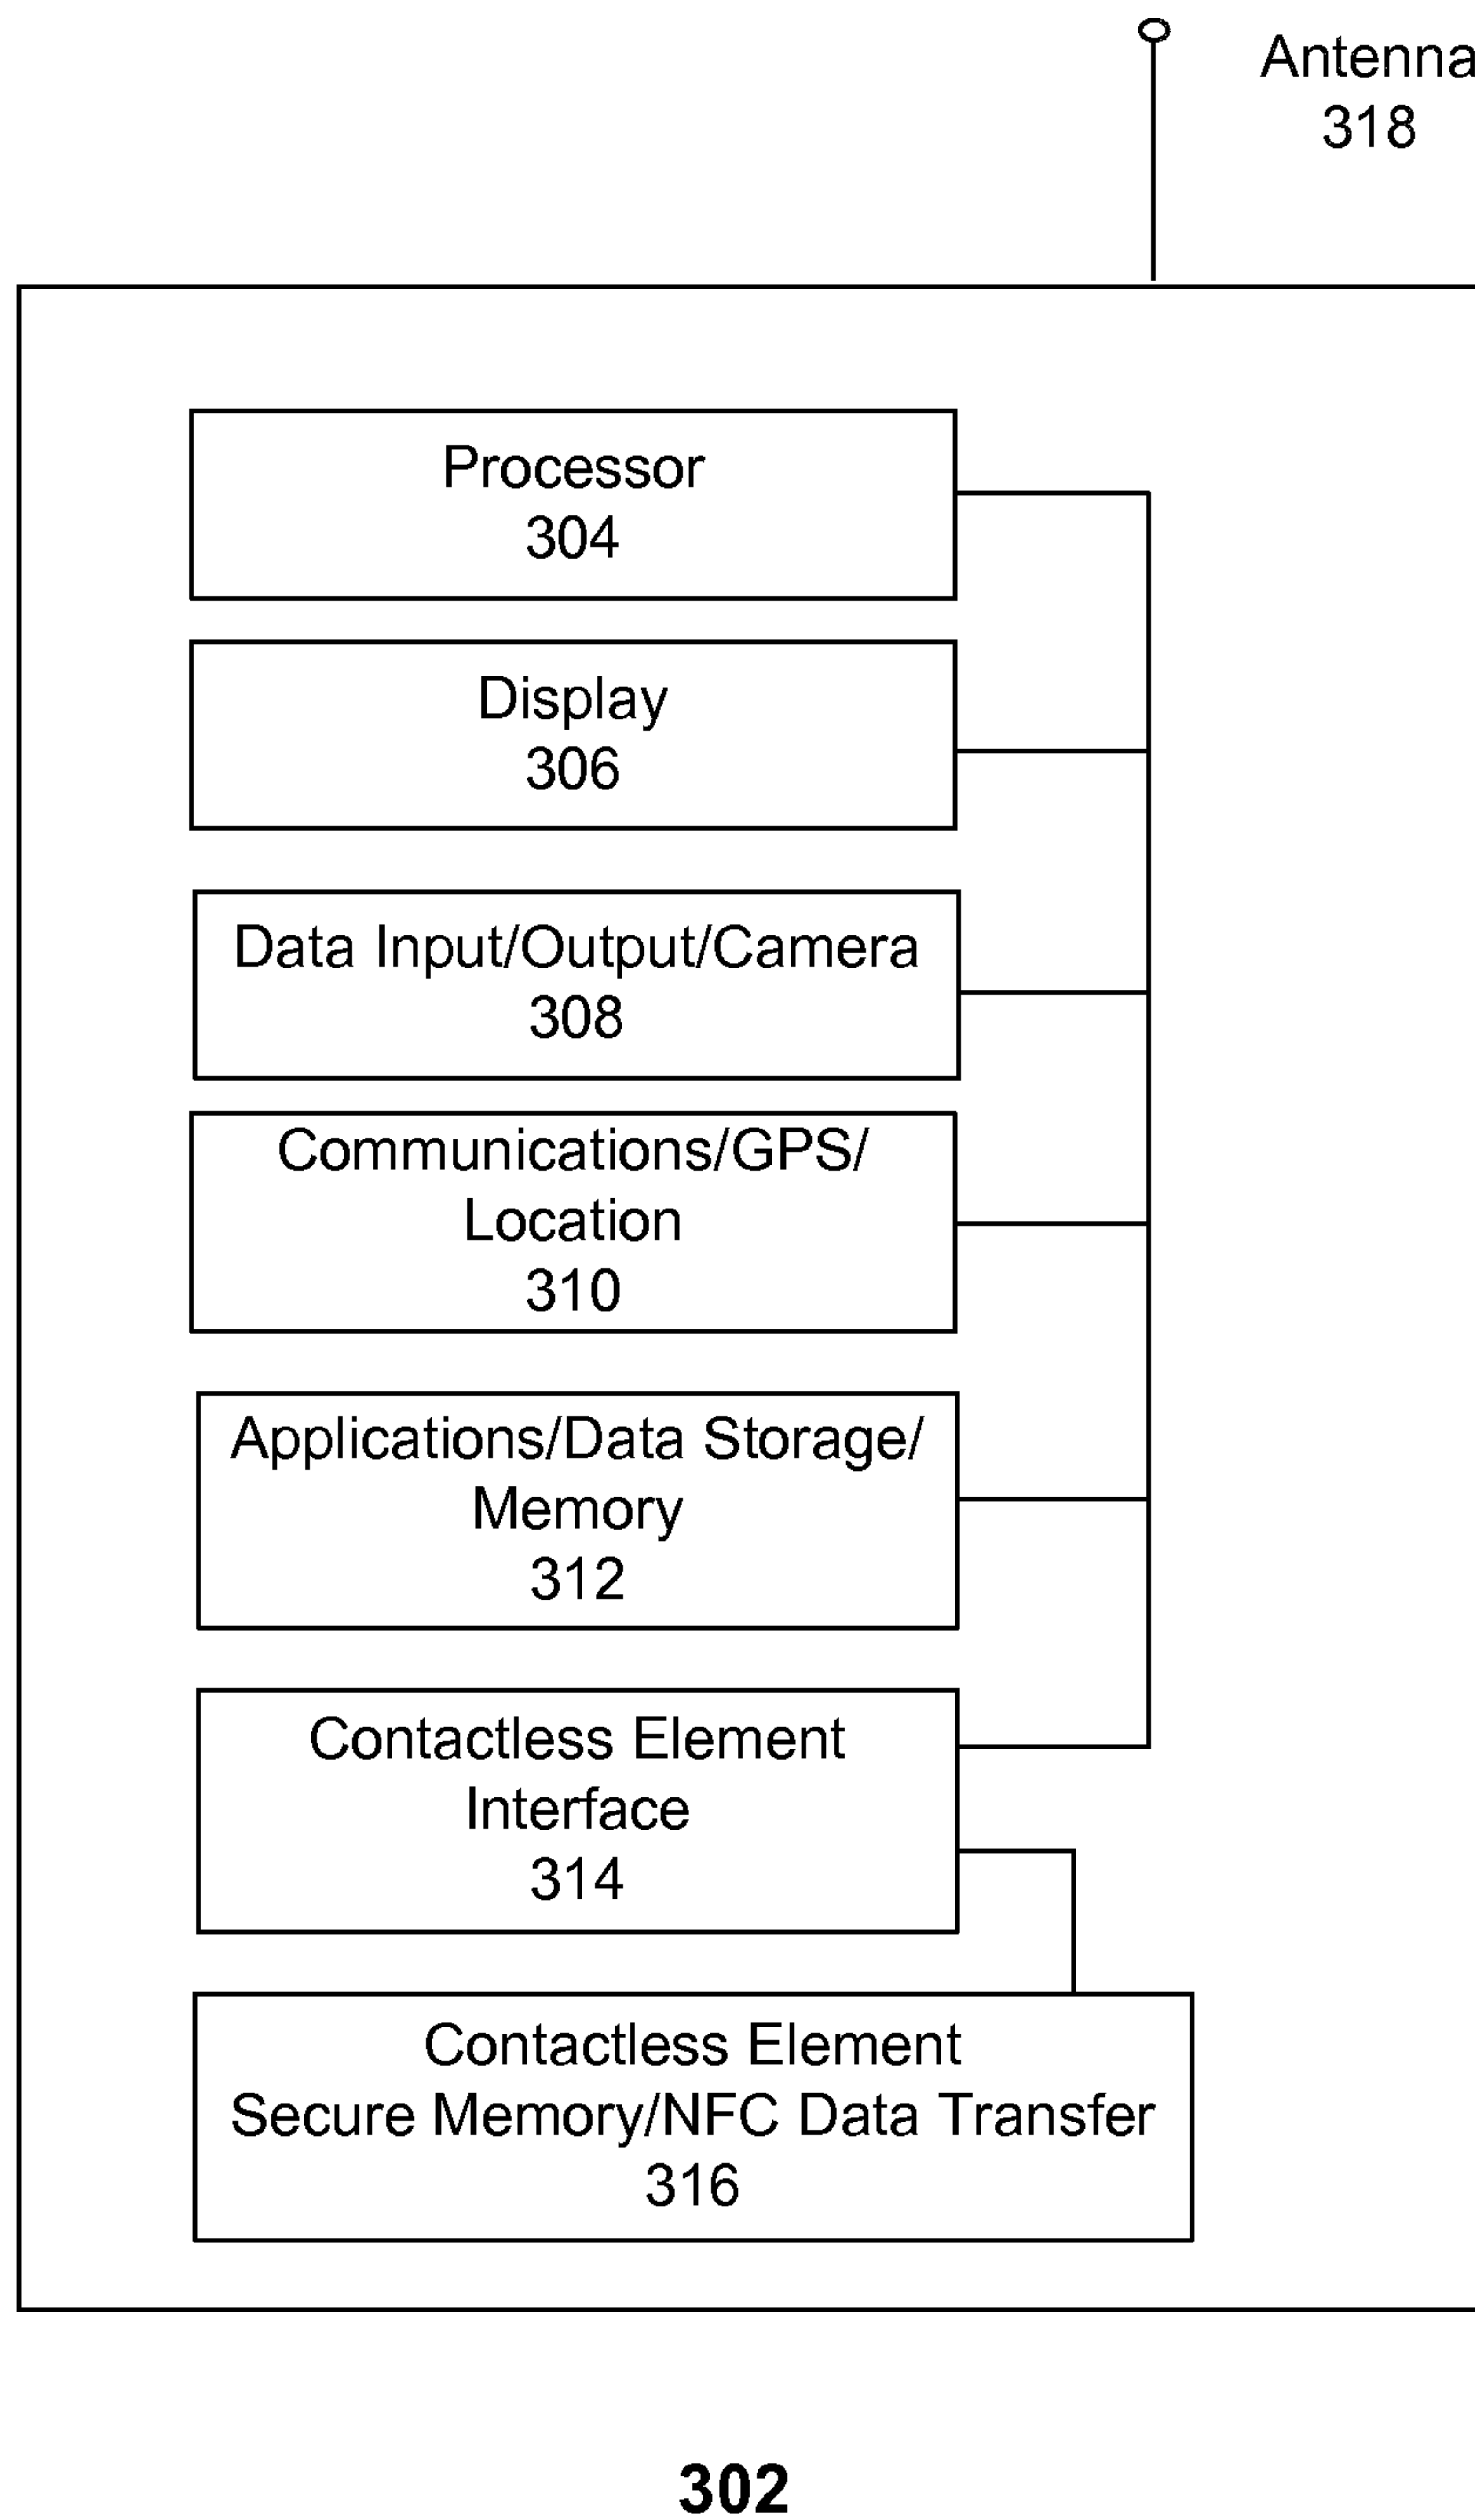 Antenna
318
Processor
304
Display
306
Data Input/Output/Camera
308
Communications/GPS/
Location
310
Applications/Data Storage/
Memory
312
Contactless Element
Interface
314
Contactless Element
Secure Memory/NFC Data Transfer
316
302